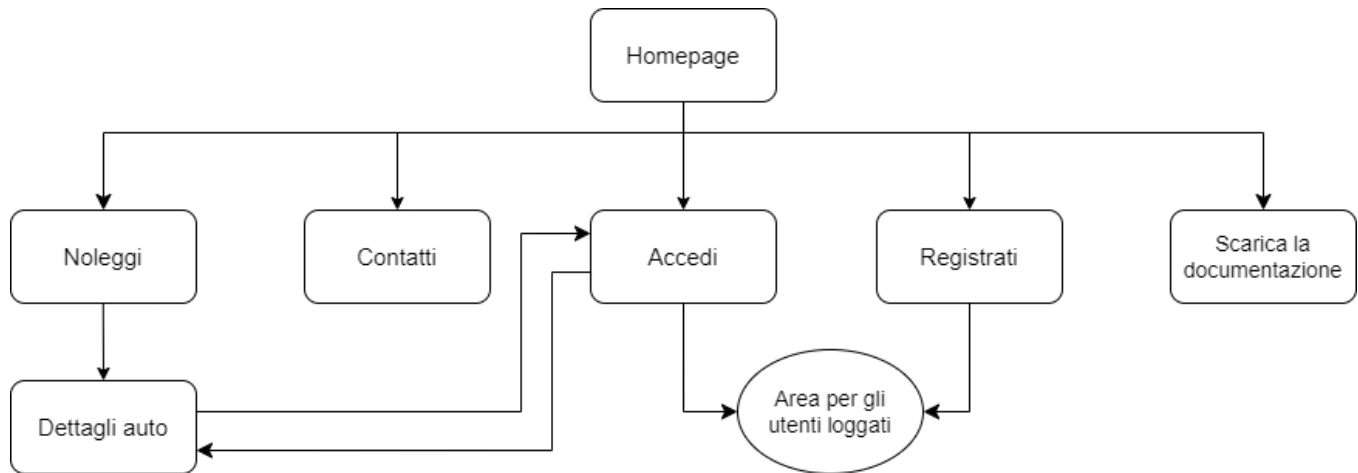 Homepage
Noleggi
Contatti
Accedi
Registrati
Scarica la
documentazione
Dettagli auto
Area per gli
utenti loggati